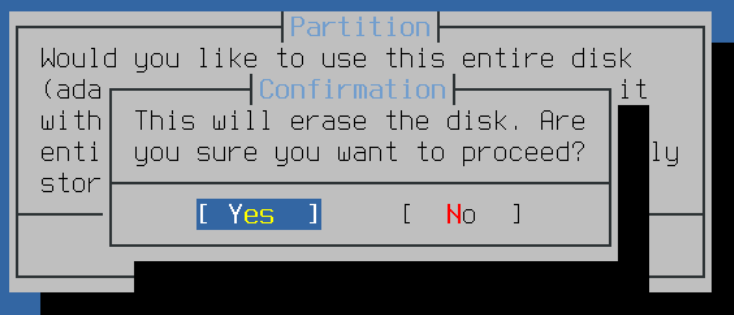 Partition
Would you like to use this entire disk
(ada
it
with
enti
ly
stor
Confirmation
This will erase the disk. Are
you sure you want to proceed?
[ Yes ] [ No ]